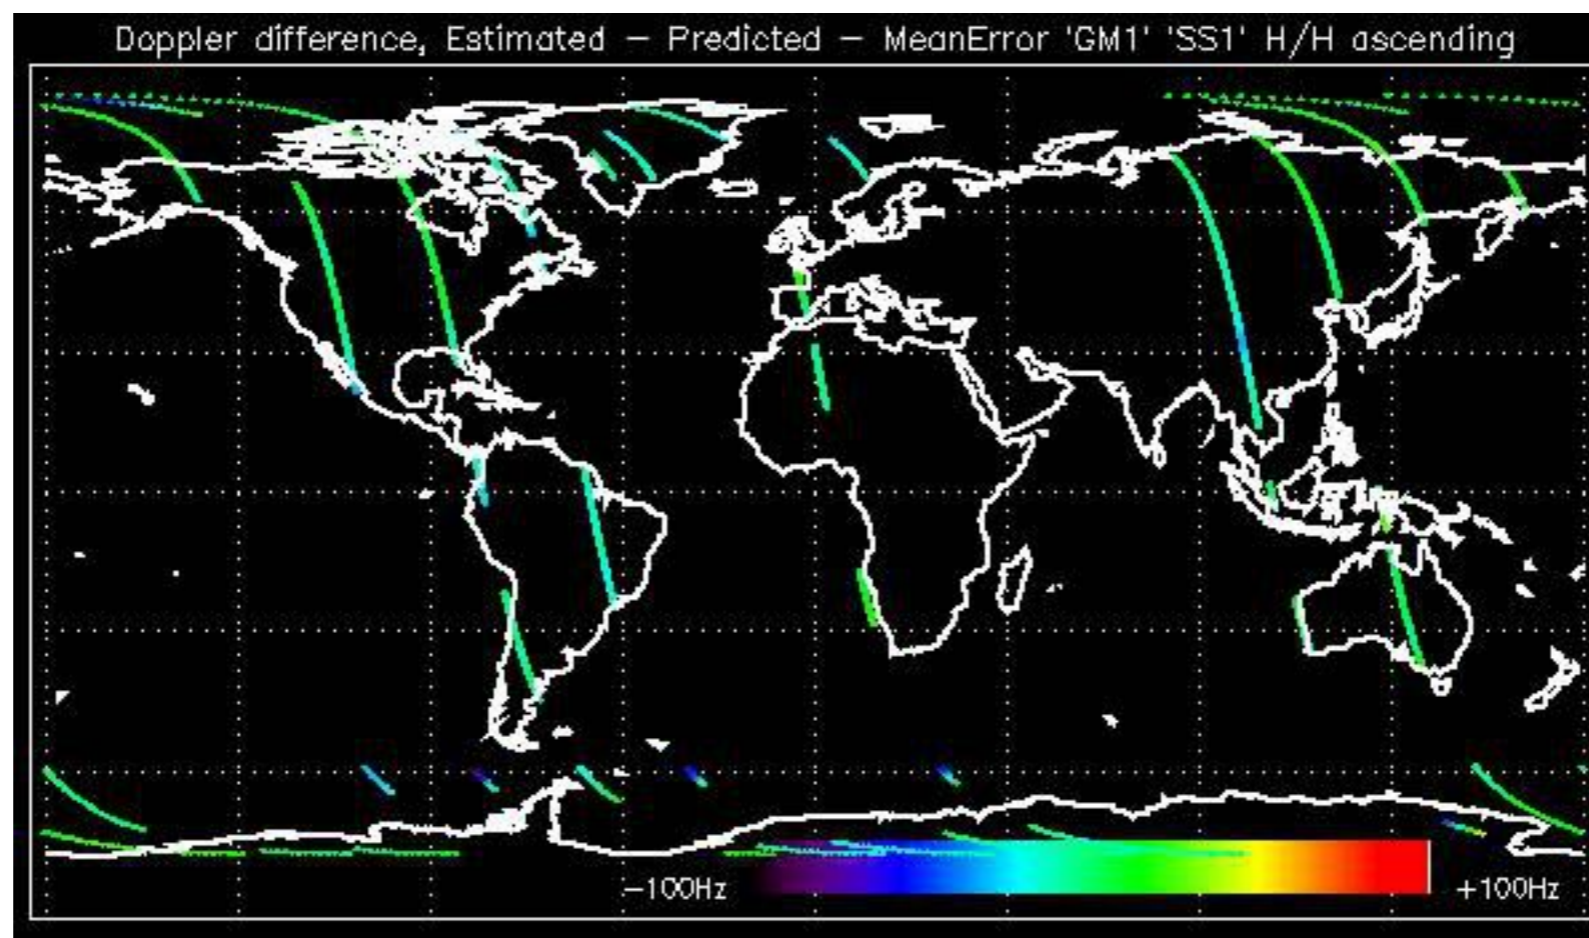 Doppler difference, Estimated – Predicted – MeanError 'GM1' 'SS1' H/H ascending
–100Hz
+100Hz